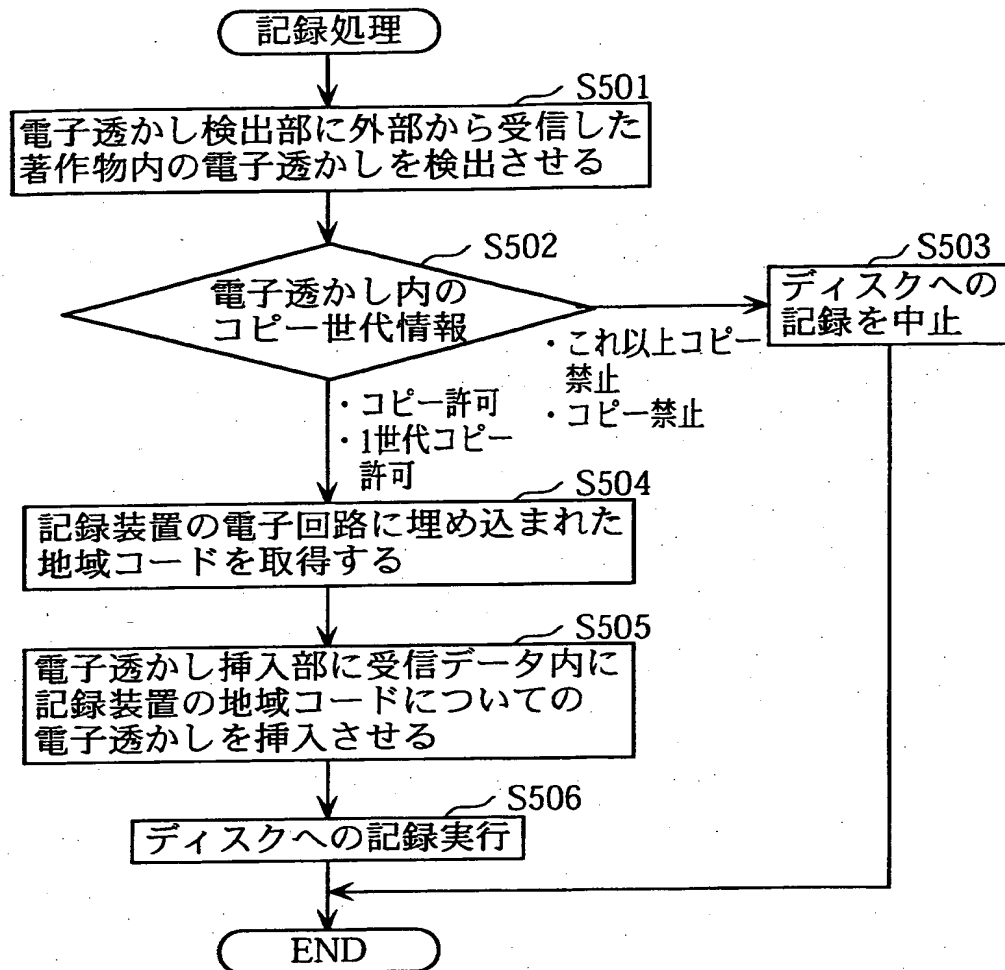 記録処理
S501
電子透かし検出部に外部から受信した
著作物内の電子透かしを検出させる
S502
電子透かし内の
コピー世代情報
S503
ディスクへの
記録を中止
・これ以上コピー
禁止
・コピー禁止
・コピー許可
・1世代コピー
許可
S504
記録装置の電子回路に埋め込まれた
地域コードを取得する
S505
電子透かし挿入部に受信データ内に
記録装置の地域コードについての
電子透かしを挿入させる
S506
ディスクへの記録実行
END